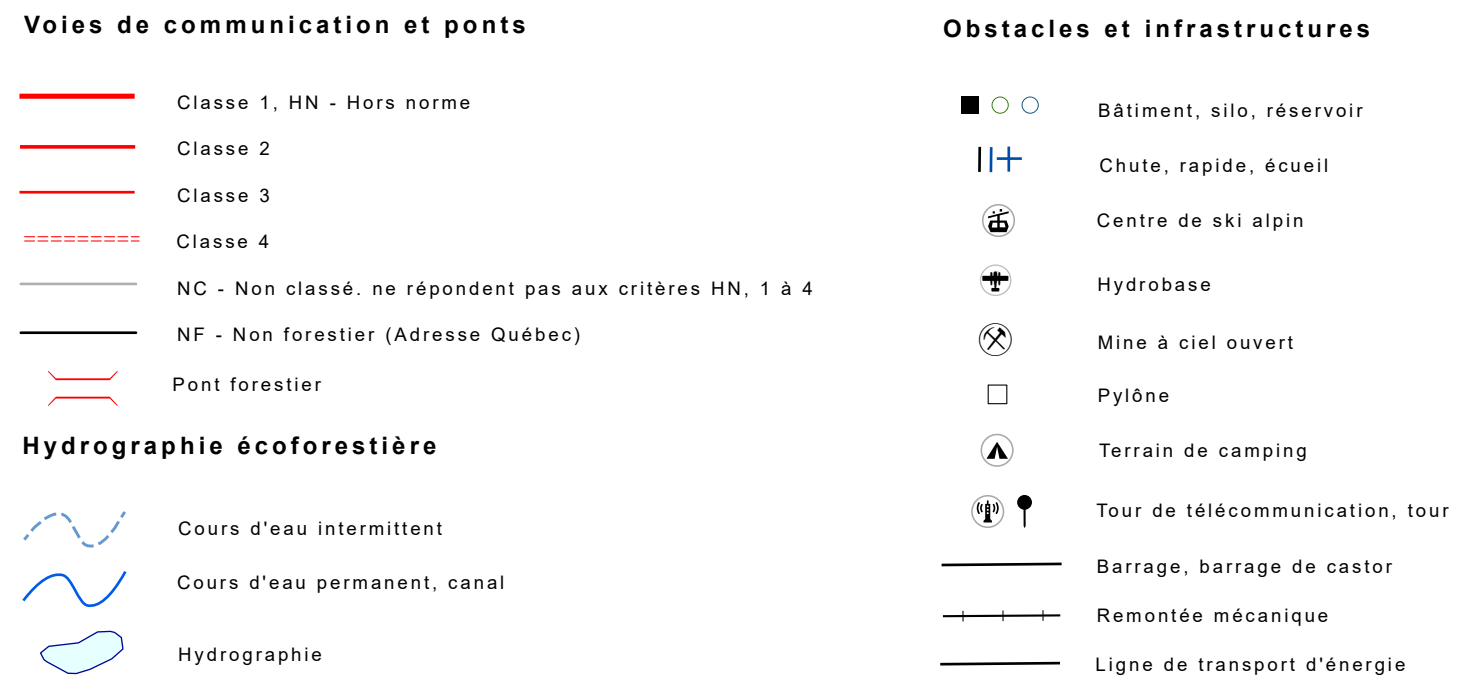 Voies de communication et ponts
Classe 1, HN - Hors norme
Classe 2
Classe 3
Classe 4
NC - Non classé. ne répondent pas aux critères HN, 1 à 4
NF - Non forestier (Adresse Québec)
Pont forestier
Hydrographie écoforestière
Cours d'eau intermittent
Cours d'eau permanent, canal
Hydrographie
Obstacles et infrastructures
Bâtiment, silo, réservoir
Chute, rapide, écueil
Centre de ski alpin
Hydrobase
Mine à ciel ouvert
Pylône
Terrain de camping
Tour de télécommunication, tour
Barrage, barrage de castor
Remontée mécanique
Ligne de transport d'énergie